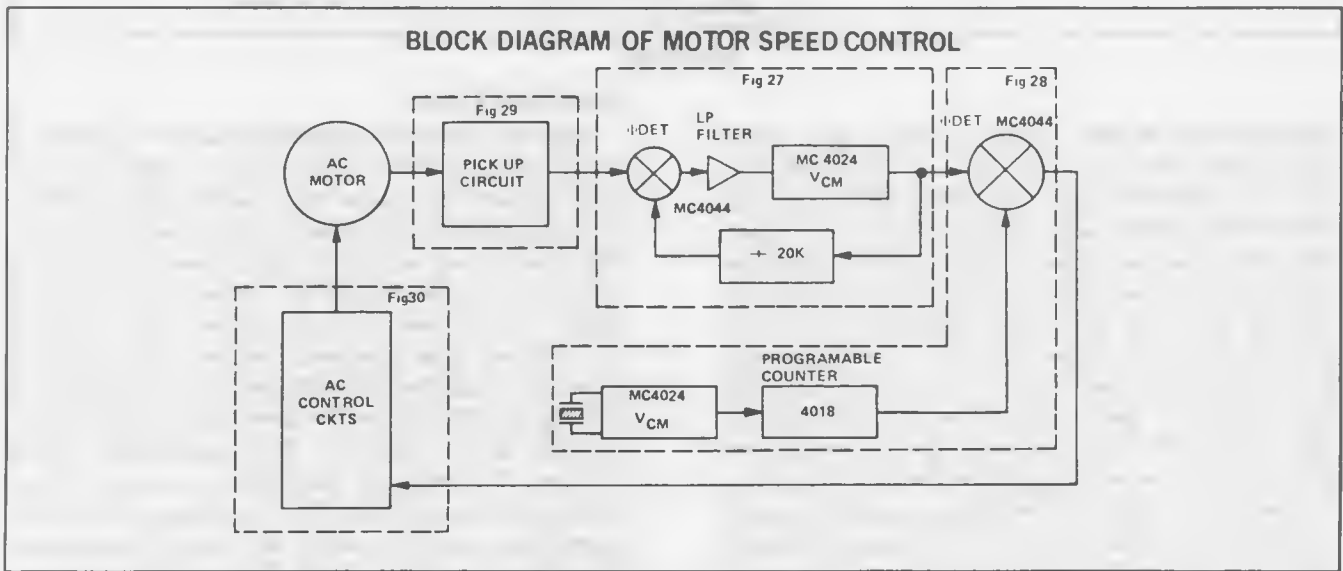 BLOCK DIAGRAM OF MOTOR SPEED CONTROL
Fig 29
Fig 27
Fig 28
AC
MOTOR
PICK UP
CIRCUIT
ΦDET
LP
FILTER
MC 4024
VCM
ΦDET MC4044
MC4044
÷ 20K
Fig30
AC
CONTROL
CKTS
PROGRAMABLE
COUNTER
MC4024
VCM
4018